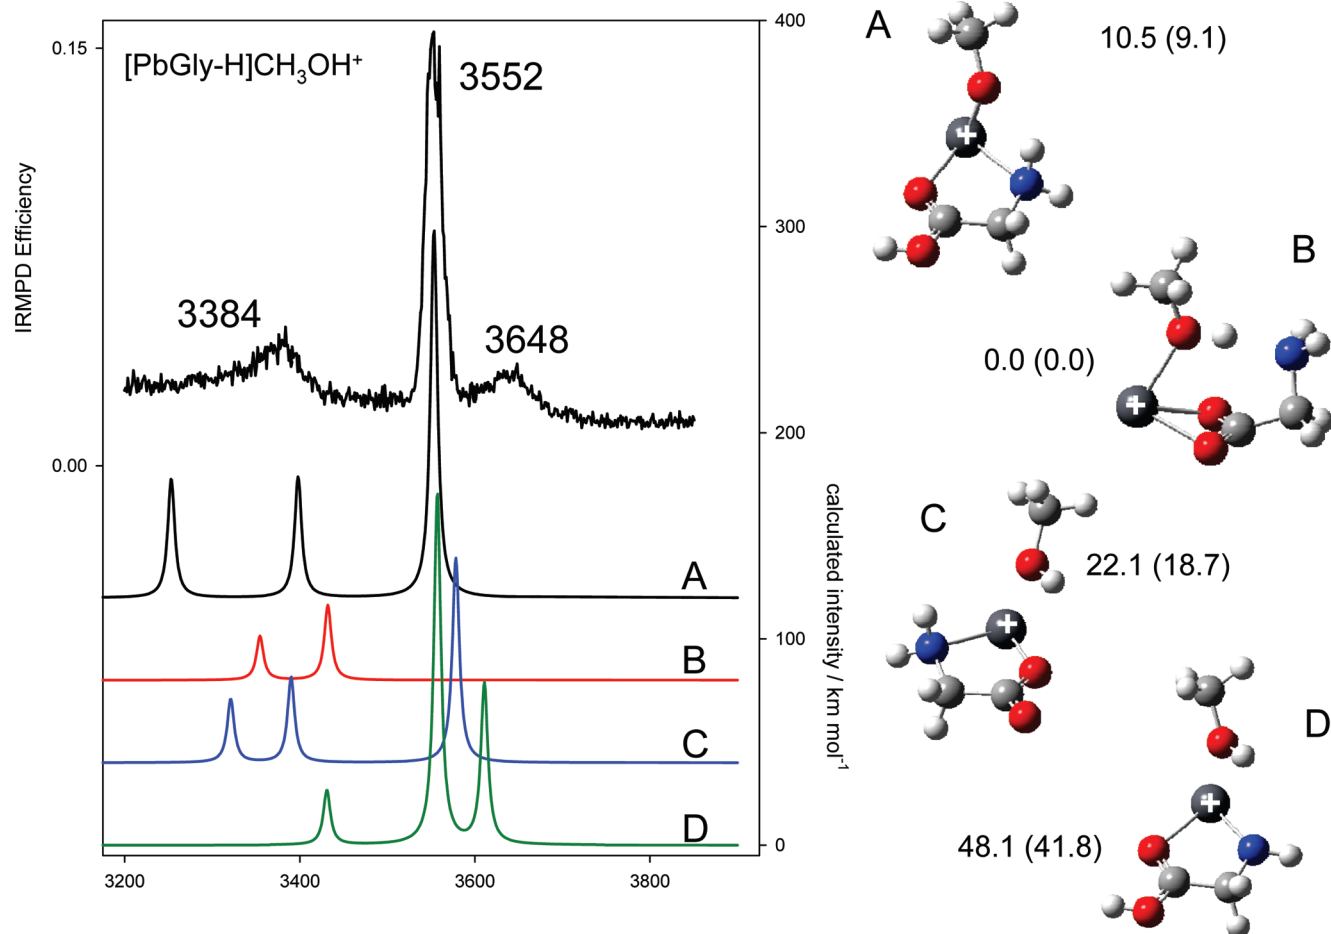 0.15
0.00
IRMPD Efficiency
[PbGly-H]CH₃OH⁺
3552
3384
3648
A
B
C
D
3200
3400
3600
3800
400
300
200
100
0
calculated intensity / km mol⁻¹
A
10.5 (9.1)
+
B
0.0 (0.0)
+
C
22.1 (18.7)
+
D
48.1 (41.8)
+